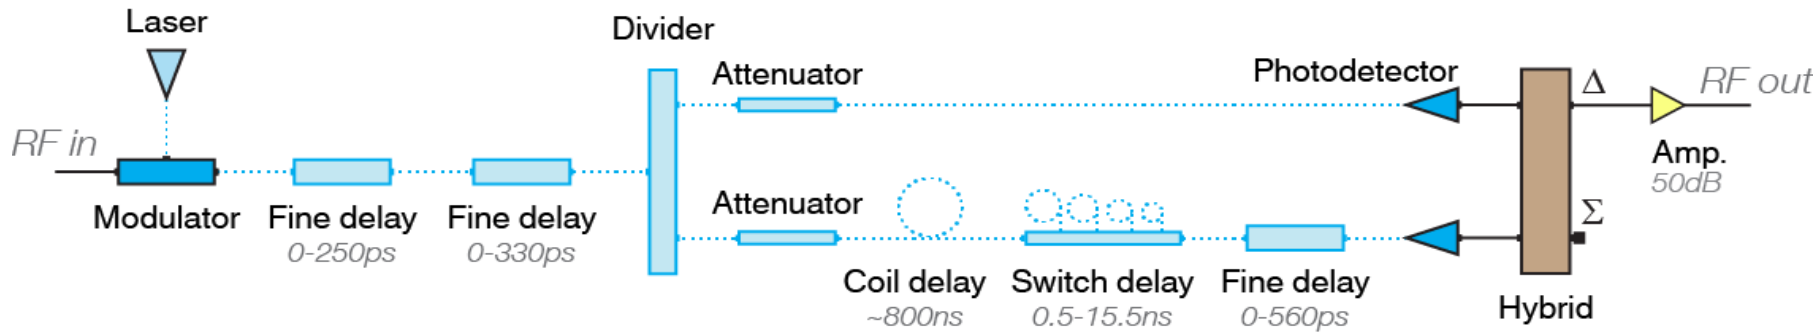 Laser
Divider
Attenuator
Photodetector
Δ
RF out
RF in
Amp.
50dB
Modulator
Fine delay
0-250ps
Fine delay
0-330ps
Attenuator
Σ
Coil delay
~800ns
Switch delay
0.5-15.5ns
Fine delay
0-560ps
Hybrid